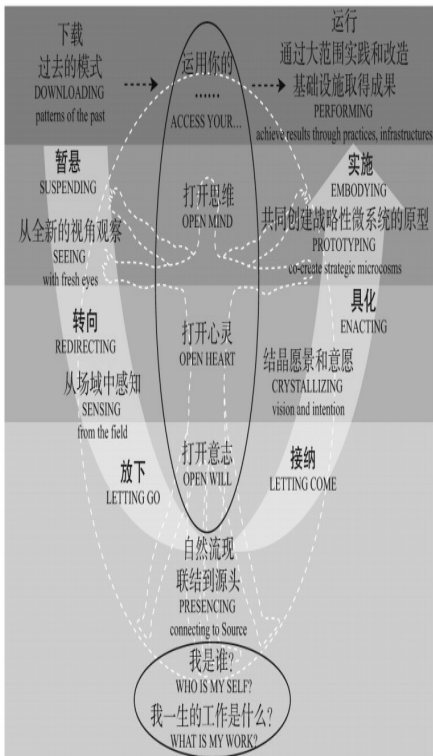 下载
过去的模式
DOWNLOADING
patterns of the past
运用你的
……
ACCESS YOUR…
运行
通过大范围实践和改造
基础设施取得成果
PERFORMING
achieve results through practices, infrastructures
暂悬
SUSPENDING
从全新的视角观察
SEEING
with fresh eyes
打开思维
OPEN MIND
实施
EMBODYING
共同创建战略性微系统的原型
PROTOTYPING
co-create strategic microcosms
转向
REDIRECTING
从场域中感知
SENSING
from the field
打开心灵
OPEN HEART
具化
ENACTING
结晶愿景和意愿
CRYSTALLIZING
vision and intention
放下
LETTING GO
打开意志
OPEN WILL
接纳
LETTING COME
自然流现
联结到源头
PRESENCING
connecting to Source
我是谁?
WHO IS MY SELF?
我一生的工作是什么?
WHAT IS MY WORK?